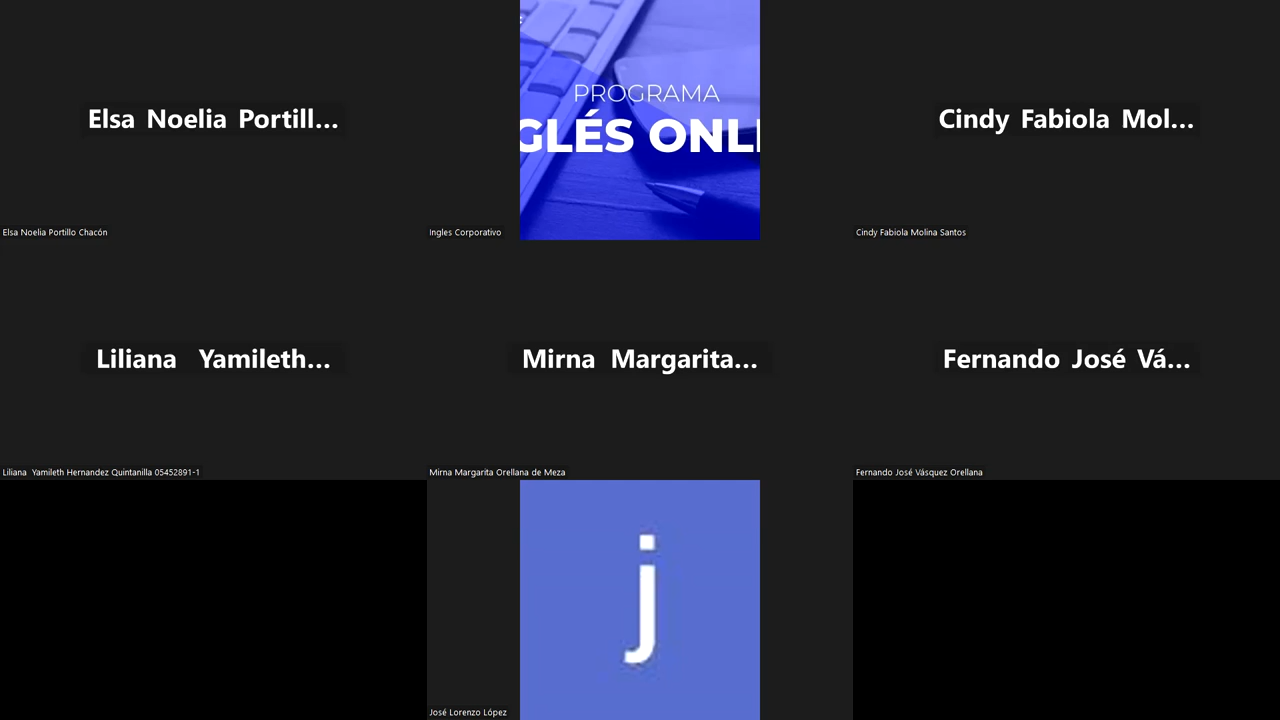 Elsa Noelia Portill...
PROGRAMA
GLÉS ONLI
Cindy Fabiola Mol...
Elsa Noelia Portillo Chacón
Ingles Corporativo
Cindy Fabiola Molina Santos
Liliana Yamileth...
Mirna Margarita...
Fernando José Vá...
Liliana Yamileth Hernandez Quintanilla 05452891-1
Mirna Margarita Orellana de Meza
Fernando José Vásquez Orellana
j
José Lorenzo López